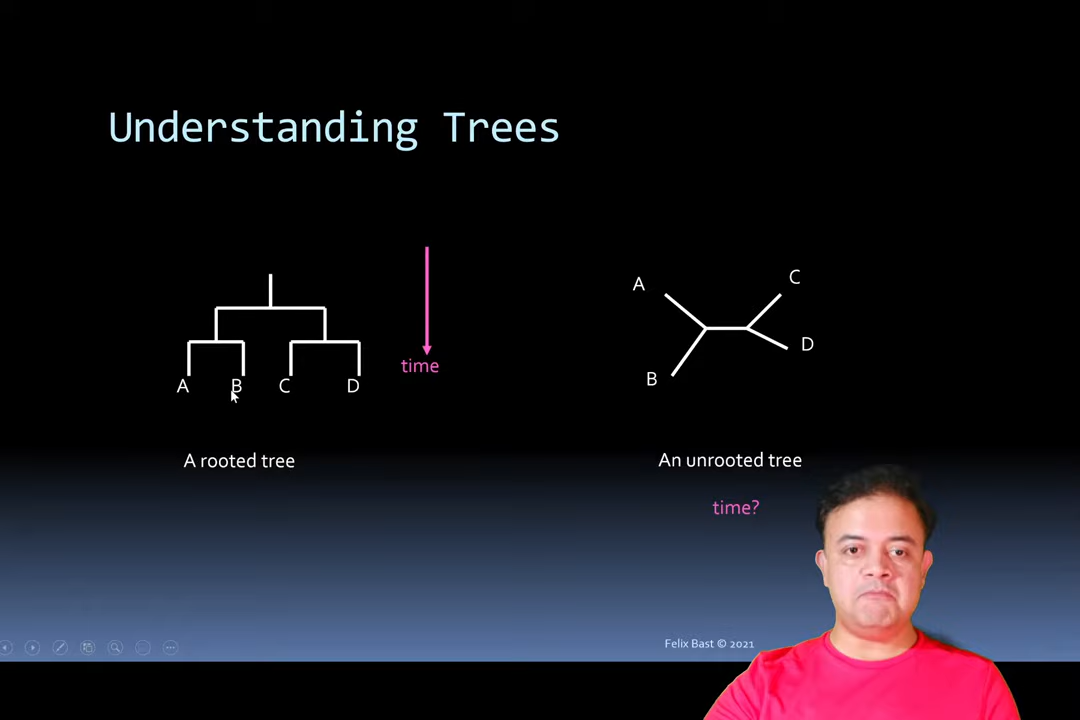 Understanding Trees
A
B
C
D
time
A rooted tree
A
B
C
D
An unrooted tree
time?
Felix Bast © 2021